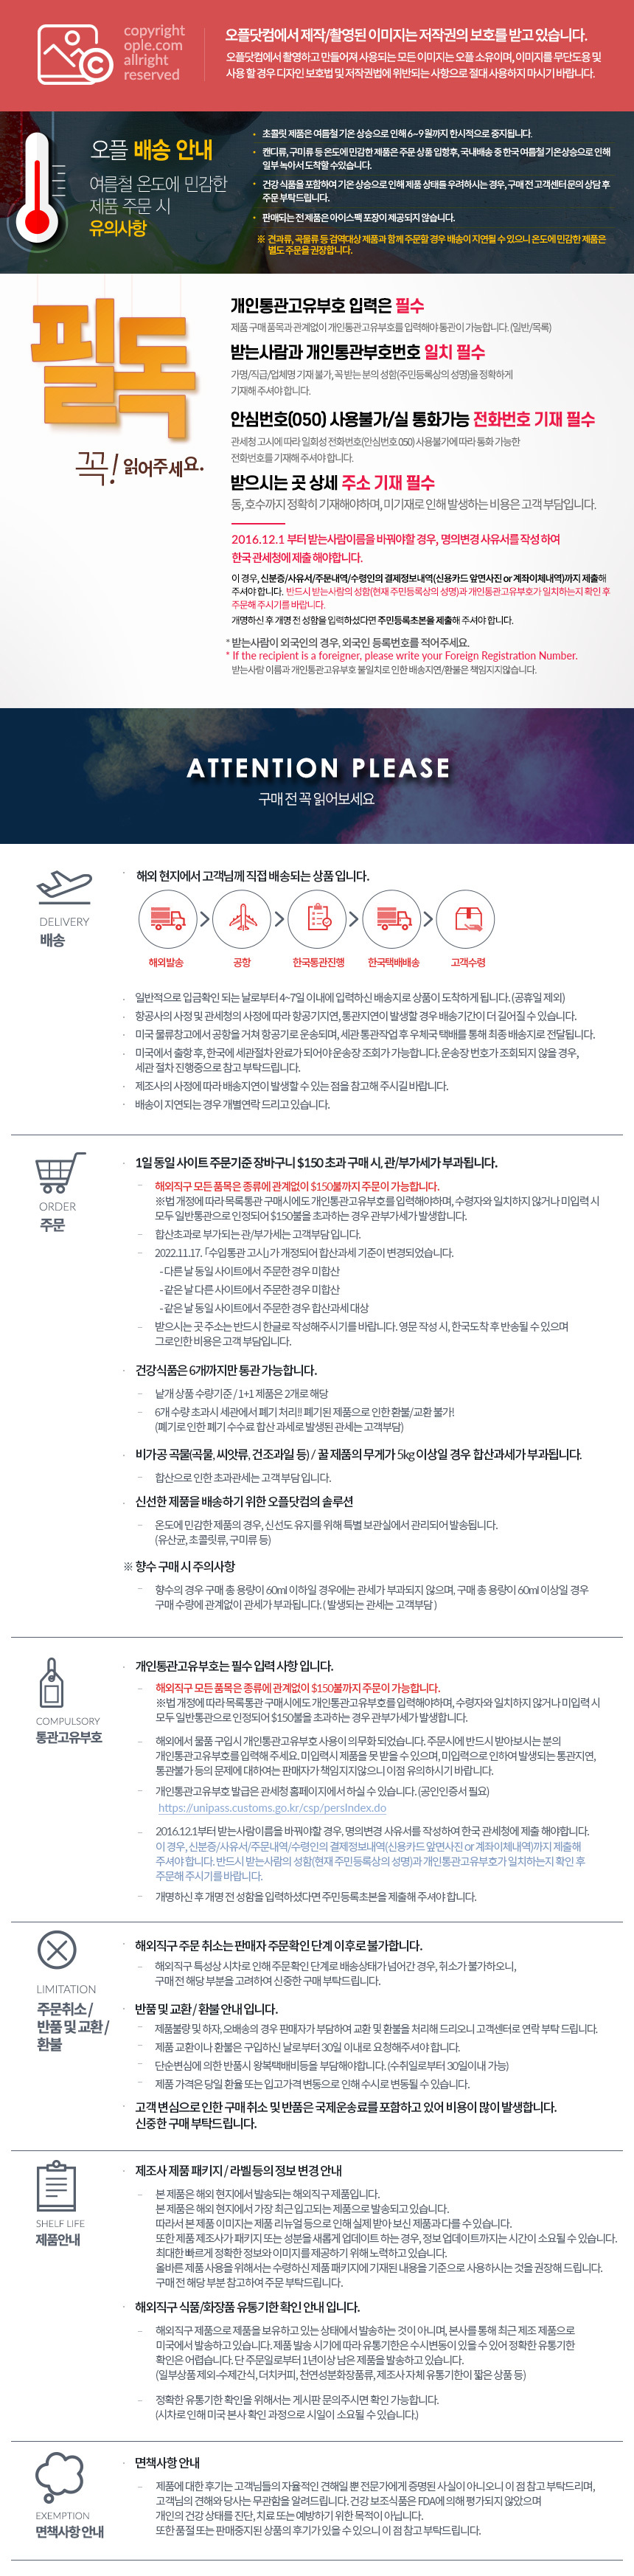 copyright
ople.com
allright
reserved
오플닷컴에서 제작/촬영된 이미지는 저작권의 보호를 받고 있습니다.
오플닷컴에서 촬영하고 만들어져 사용되는 모든 이미지는 오플 소유이며, 이미지를 무단도용 및
사용 할 경우 디자인 보호법 및 저작권법에 위반되는 사항으로 절대 사용하지 마시기 바랍니다.
오플 배송 안내
여름철 온도에 민감한
제품 주문 시
유의사항
• 초콜릿 제품은 여름철 기온 상승으로 인해 6~9월까지 한시적으로 중지됩니다.
• 캔디류, 구미류 등 온도에 민감한 제품은 주문 상품 입항후, 국내배송 중 한국 여름철 기온상승으로 인해
일부 녹아서 도착할 수있습니다.
• 건강 식품을 포함하여 기온 상승으로 인해 제품 상태를 우려하시는 경우, 구매 전 고객센터 문의 상담 후
주문 부탁드립니다.
• 판매되는 전 제품은 아이스팩 포장이 제공되지 않습니다.
※ 견과류, 곡물류 등 검역대상 제품과 함께 주문할 경우 배송이 지연될 수 있으니 온도에 민감한 제품은
별도 주문을 권장합니다.
필독
꼭! 읽어주세요.
개인통관고유부호 입력은 필수
제품 구매 품목과 관계없이 개인통관고유부호를 입력해야 통관이 가능합니다. (일반/목록)
받는사람과 개인통관부호번호 일치 필수
가명/직급/업체명 기재 불가, 꼭 받는 분의 성함(주민등록상의 성명)을 정확하게
기재해 주셔야 합니다.
안심번호(050) 사용불가/실 통화가능 전화번호 기재 필수
관세청 고시에 따라 일회성 전화번호(안심번호 050) 사용불가에 따라 통화 가능한
전화번호를 기재해 주셔야 합니다.
받으시는 곳 상세 주소 기재 필수
동, 호수까지 정확히 기재해야하며, 미기재로 인해 발생하는 비용은 고객 부담입니다.
2016.12.1 부터 받는사람이름을 바꿔야할 경우, 명의변경 사유서를 작성 하여
한국 관세청에 제출 해야합니다.
이 경우, 신분증/사유서/주문내역/수령인의 결제정보내역(신용카드 앞면사진 or 계좌이체내역)까지 제출해
주셔야 합니다. 반드시 받는사람의 성함(현재 주민등록상의 성명)과 개인통관고유부호가 일치하는지 확인 후
주문해 주시기를 바랍니다.
개명하신 후 개명 전 성함을 입력하셨다면 주민등록초본을 제출해 주셔야 합니다.
* 받는사람이 외국인의 경우, 외국인 등록번호를 적어주세요.
* If the recipient is a foreigner, please write your Foreign Registration Number.
받는사람 이름과 개인통관고유부호 불일치로 인한 배송지연/환불은 책임지지않습니다.
ATTENTION PLEASE
구매 전 꼭 읽어보세요
DELIVERY
배송
· 해외 현지에서 고객님께 직접 배송되는 상품 입니다.
해외발송 공항 한국통관진행 한국택배배송 고객수령
· 일반적으로 입금확인 되는 날로부터 4~7일 이내에 입력하신 배송지로 상품이 도착하게 됩니다. (공휴일 제외)
· 항공사의 사정 및 관세청의 사정에 따라 항공기지연, 통관지연이 발생할 경우 배송기간이 더 길어질 수 있습니다.
· 미국 물류창고에서 공항을 거쳐 항공기로 운송되며, 세관 통관작업 후 우체국 택배를 통해 최종 배송지로 전달됩니다.
· 미국에서 출항 후, 한국에 세관절차 완료가 되어야 운송장 조회가 가능합니다. 운송장 번호가 조회되지 않을 경우,
세관 절차 진행중으로 참고 부탁드립니다.
· 제조사의 사정에 따라 배송지연이 발생할 수 있는 점을 참고해 주시길 바랍니다.
· 배송이 지연되는 경우 개별연락 드리고 있습니다.
ORDER
주문
· 1일 동일 사이트 주문기준 장바구니 $150 초과 구매 시, 관/부가세가 부과됩니다.
- 해외직구 모든 품목은 종류에 관계없이 $150불까지 주문이 가능합니다.
※법 개정에 따라 목록통관 구매시에도 개인통관고유부호를 입력해야하며, 수령자와 일치하지 않거나 미입력 시
모두 일반통관으로 인정되어 $150불을 초과하는 경우 관부가세가 발생합니다.
- 합산초과로 부가되는 관/부가세는 고객부담 입니다.
- 2022.11.17. 「수입통관 고시」가 개정되어 합산과세 기준이 변경되었습니다.
- 다른 날 동일 사이트에서 주문한 경우 미합산
- 같은 날 다른 사이트에서 주문한 경우 미합산
- 같은 날 동일 사이트에서 주문한 경우 합산과세 대상
- 받으시는 곳 주소는 반드시 한글로 작성해주시기를 바랍니다. 영문 작성 시, 한국도착 후 반송될 수 있으며
그로인한 비용은 고객 부담입니다.
· 건강식품은 6개까지만 통관 가능합니다.
- 낱개 상품 수량기준 / 1+1 제품은 2개로 해당
- 6개 수량 초과시 세관에서 폐기 처리!! 폐기된 제품으로 인한 환불/교환 불가!
(폐기로 인한 폐기 수수료 합산 과세로 발생된 관세는 고객부담)
· 비가공 곡물(곡물, 씨앗류, 건조과일 등) / 꿀 제품의 무게가 5kg 이상일 경우 합산과세가 부과됩니다.
- 합산으로 인한 초과관세는 고객 부담 입니다.
· 신선한 제품을 배송하기 위한 오플닷컴의 솔루션
- 온도에 민감한 제품의 경우, 신선도 유지를 위해 특별 보관실에서 관리되어 발송됩니다.
(유산균, 초콜릿류, 구미류 등)
※ 향수 구매 시 주의사항
- 향수의 경우 구매 총 용량이 60ml 이하일 경우에는 관세가 부과되지 않으며, 구매 총 용량이 60ml 이상일 경우
구매 수량에 관계없이 관세가 부과됩니다. ( 발생되는 관세는 고객부담 )
COMPULSORY
통관고유부호
· 개인통관고유부호는 필수 입력 사항 입니다.
- 해외직구 모든 품목은 종류에 관계없이 $150불까지 주문이 가능합니다.
※법 개정에 따라 목록통관 구매시에도 개인통관고유부호를 입력해야하며, 수령자와 일치하지 않거나 미입력 시
모두 일반통관으로 인정되어 $150불을 초과하는 경우 관부가세가 발생합니다.
- 해외에서 물품 구입시 개인통관고유부호 사용이 의무화 되었습니다. 주문시에 반드시 받아보시는 분의
개인통관고유부호를 입력해 주세요. 미입력시 제품을 못 받을 수 있으며, 미입력으로 인하여 발생되는 통관지연,
통관불가 등의 문제에 대하여는 판매자가 책임지지않으니 이점 유의하시기 바랍니다.
- 개인통관고유부호 발급은 관세청 홈페이지에서 하실 수 있습니다. (공인인증서 필요)
https://unipass.customs.go.kr/csp/persIndex.do
- 2016.12.1부터 받는사람이름을 바꿔야할 경우, 명의변경 사유서를 작성하여 한국 관세청에 제출 해야합니다.
이 경우, 신분증/사유서/주문내역/수령인의 결제정보내역(신용카드 앞면사진 or 계좌이체내역)까지 제출해
주셔야 합니다. 반드시 받는사람의 성함(현재 주민등록상의 성명)과 개인통관고유부호가 일치하는지 확인 후
주문해 주시기를 바랍니다.
- 개명하신 후 개명 전 성함을 입력하셨다면 주민등록초본을 제출해 주셔야 합니다.
LIMITATION
주문취소 /
반품 및 교환 /
환불
· 해외직구 주문 취소는 판매자 주문확인 단계 이후로 불가합니다.
- 해외직구 특성상 시차로 인해 주문확인 단계로 배송상태가 넘어간 경우, 취소가 불가하오니,
구매 전 해당 부분을 고려하여 신중한 구매 부탁드립니다.
· 반품 및 교환 / 환불 안내 입니다.
- 제품불량 및 하자, 오배송의 경우 판매자가 부담하여 교환 및 환불을 처리해 드리오니 고객센터로 연락 부탁 드립니다.
- 제품 교환이나 환불은 구입하신 날로부터 30일 이내로 요청해주셔야 합니다.
- 단순변심에 의한 반품시 왕복택배비등을 부담해야합니다. (수취일로부터 30일이내 가능)
- 제품 가격은 당일 환율 또는 입고가격 변동으로 인해 수시로 변동될 수 있습니다.
· 고객 변심으로 인한 구매 취소 및 반품은 국제운송료를 포함하고 있어 비용이 많이 발생합니다.
신중한 구매 부탁드립니다.
SHELF LIFE
제품안내
· 제조사 제품 패키지 / 라벨 등의 정보 변경 안내
- 본 제품은 해외 현지에서 발송되는 해외직구 제품입니다.
본 제품은 해외 현지에서 가장 최근 입고되는 제품으로 발송되고 있습니다.
따라서 본 제품 이미지는 제품 리뉴얼 등으로 인해 실제 받아 보신 제품과 다를 수 있습니다.
또한 제품 제조사가 패키지 또는 성분을 새롭게 업데이트 하는 경우, 정보 업데이트까지는 시간이 소요될 수 있습니다.
최대한 빠르게 정확한 정보와 이미지를 제공하기 위해 노력하고 있습니다.
올바른 제품 사용을 위해서는 수령하신 제품 패키지에 기재된 내용을 기준으로 사용하시는 것을 권장해 드립니다.
구매 전 해당 부분 참고하여 주문 부탁드립니다.
· 해외직구 식품/화장품 유통기한 확인 안내 입니다.
- 해외직구 제품으로 제품을 보유하고 있는 상태에서 발송하는 것이 아니며, 본사를 통해 최근 제조 제품으로
미국에서 발송하고 있습니다. 제품 발송 시기에 따라 유통기한은 수시변동이 있을 수 있어 정확한 유통기한
확인은 어렵습니다. 단 주문일로부터 1년이상 남은 제품을 발송하고 있습니다.
(일부상품 제외-수제간식, 더치커피, 천연성분화장품류, 제조사 자체 유통기한이 짧은 상품 등)
- 정확한 유통기한 확인을 위해서는 게시판 문의주시면 확인 가능합니다.
(시차로 인해 미국 본사 확인 과정으로 시일이 소요될 수 있습니다.)
EXEMPTION
면책사항 안내
· 면책사항 안내
- 제품에 대한 후기는 고객님들의 자율적인 견해일 뿐 전문가에게 증명된 사실이 아니오니 이 점 참고 부탁드리며,
고객님의 견해와 당사는 무관함을 알려드립니다. 건강 보조식품은 FDA에 의해 평가되지 않았으며
개인의 건강 상태를 진단, 치료 또는 예방하기 위한 목적이 아닙니다.
또한 품절 또는 판매중지된 상품의 후기가 있을 수 있으니 이 점 참고 부탁드립니다.